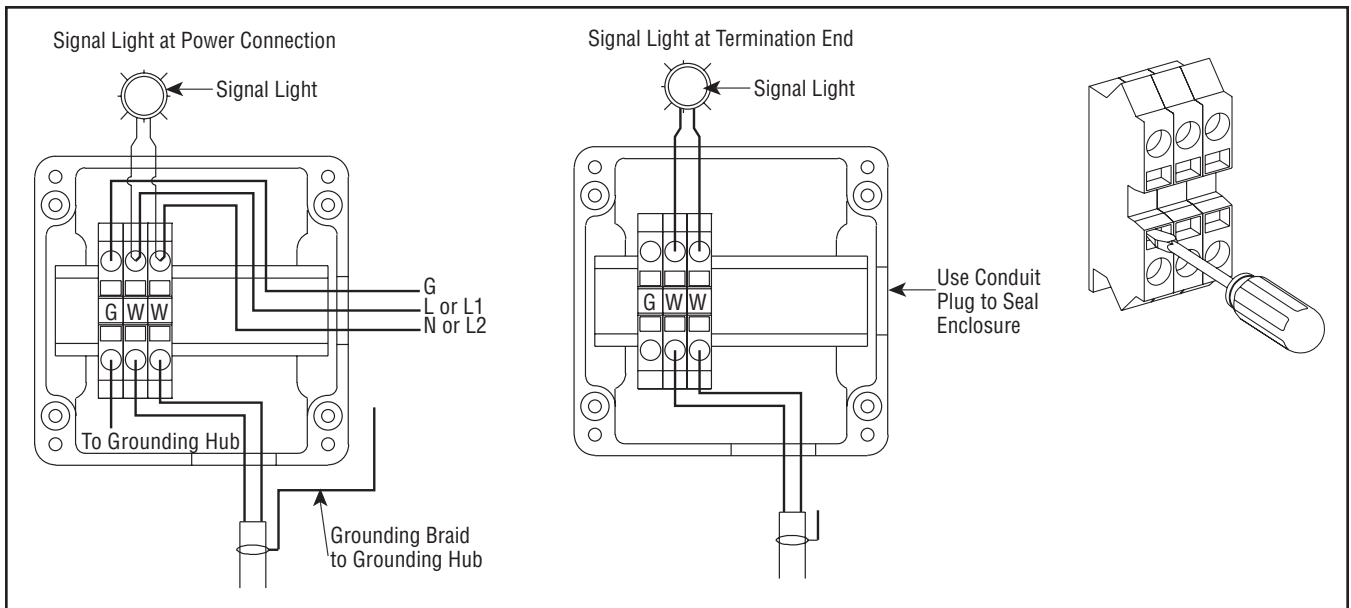 Signal Light at Power Connection
Signal Light
G
L or L1
N or L2
G W W
To Grounding Hub
Grounding Braid
to Grounding Hub
Signal Light at Termination End
Signal Light
G W W
Use Conduit
Plug to Seal
Enclosure